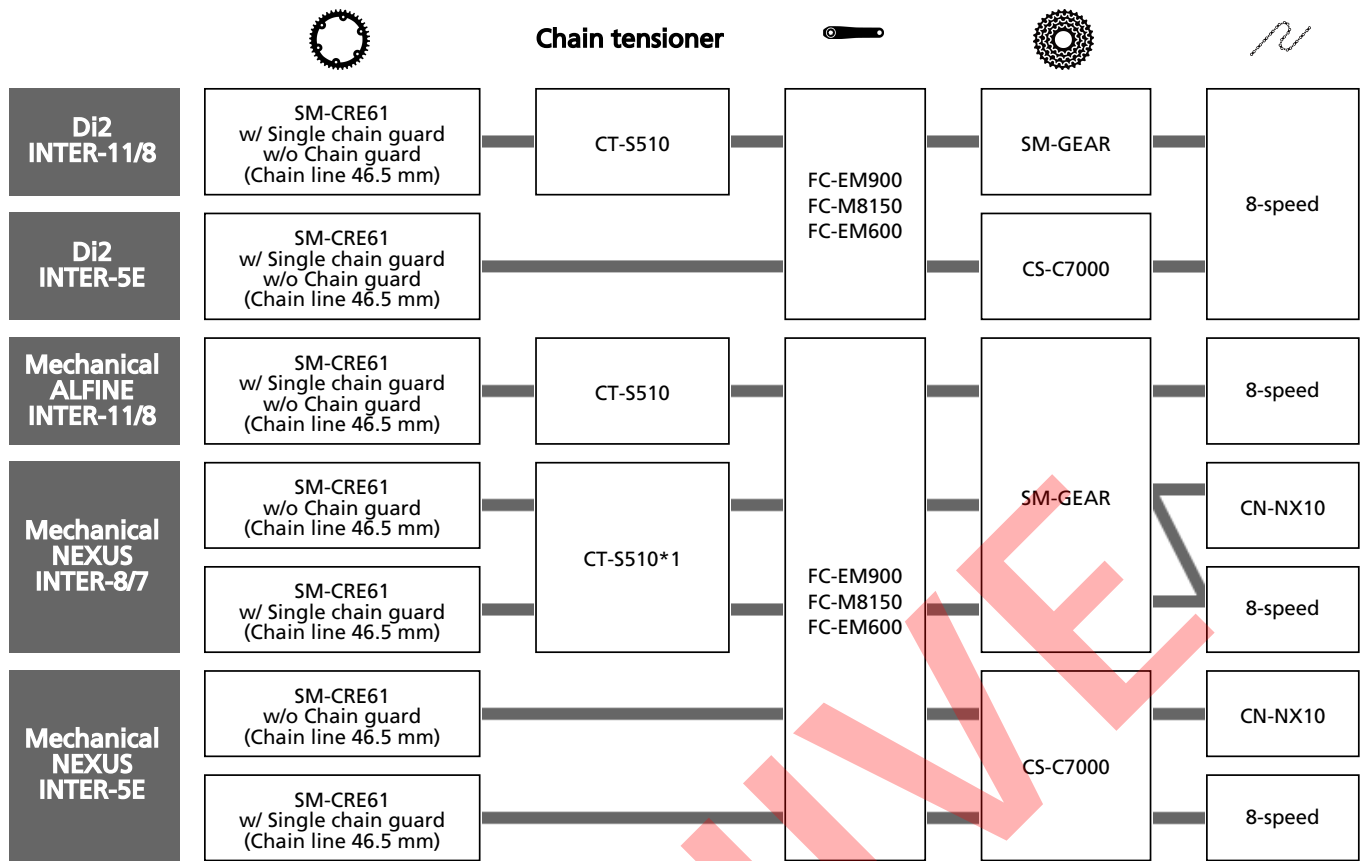 Chain tensioner
Di2
INTER-11/8
SM-CRE61
w/ Single chain guard
w/o Chain guard
(Chain line 46.5 mm)
CT-S510
FC-EM900
FC-M8150
FC-EM600
SM-GEAR
8-speed
Di2
INTER-5E
SM-CRE61
w/ Single chain guard
w/o Chain guard
(Chain line 46.5 mm)
CS-C7000
Mechanical
ALFINE
INTER-11/8
SM-CRE61
w/ Single chain guard
w/o Chain guard
(Chain line 46.5 mm)
CT-S510
FC-EM900
FC-M8150
FC-EM600
SM-GEAR
8-speed
Mechanical
NEXUS
INTER-8/7
SM-CRE61
w/o Chain guard
(Chain line 46.5 mm)
CT-S510*1
CN-NX10
SM-CRE61
w/ Single chain guard
(Chain line 46.5 mm)
8-speed
Mechanical
NEXUS
INTER-5E
SM-CRE61
w/o Chain guard
(Chain line 46.5 mm)
CS-C7000
CN-NX10
SM-CRE61
w/ Single chain guard
(Chain line 46.5 mm)
8-speed